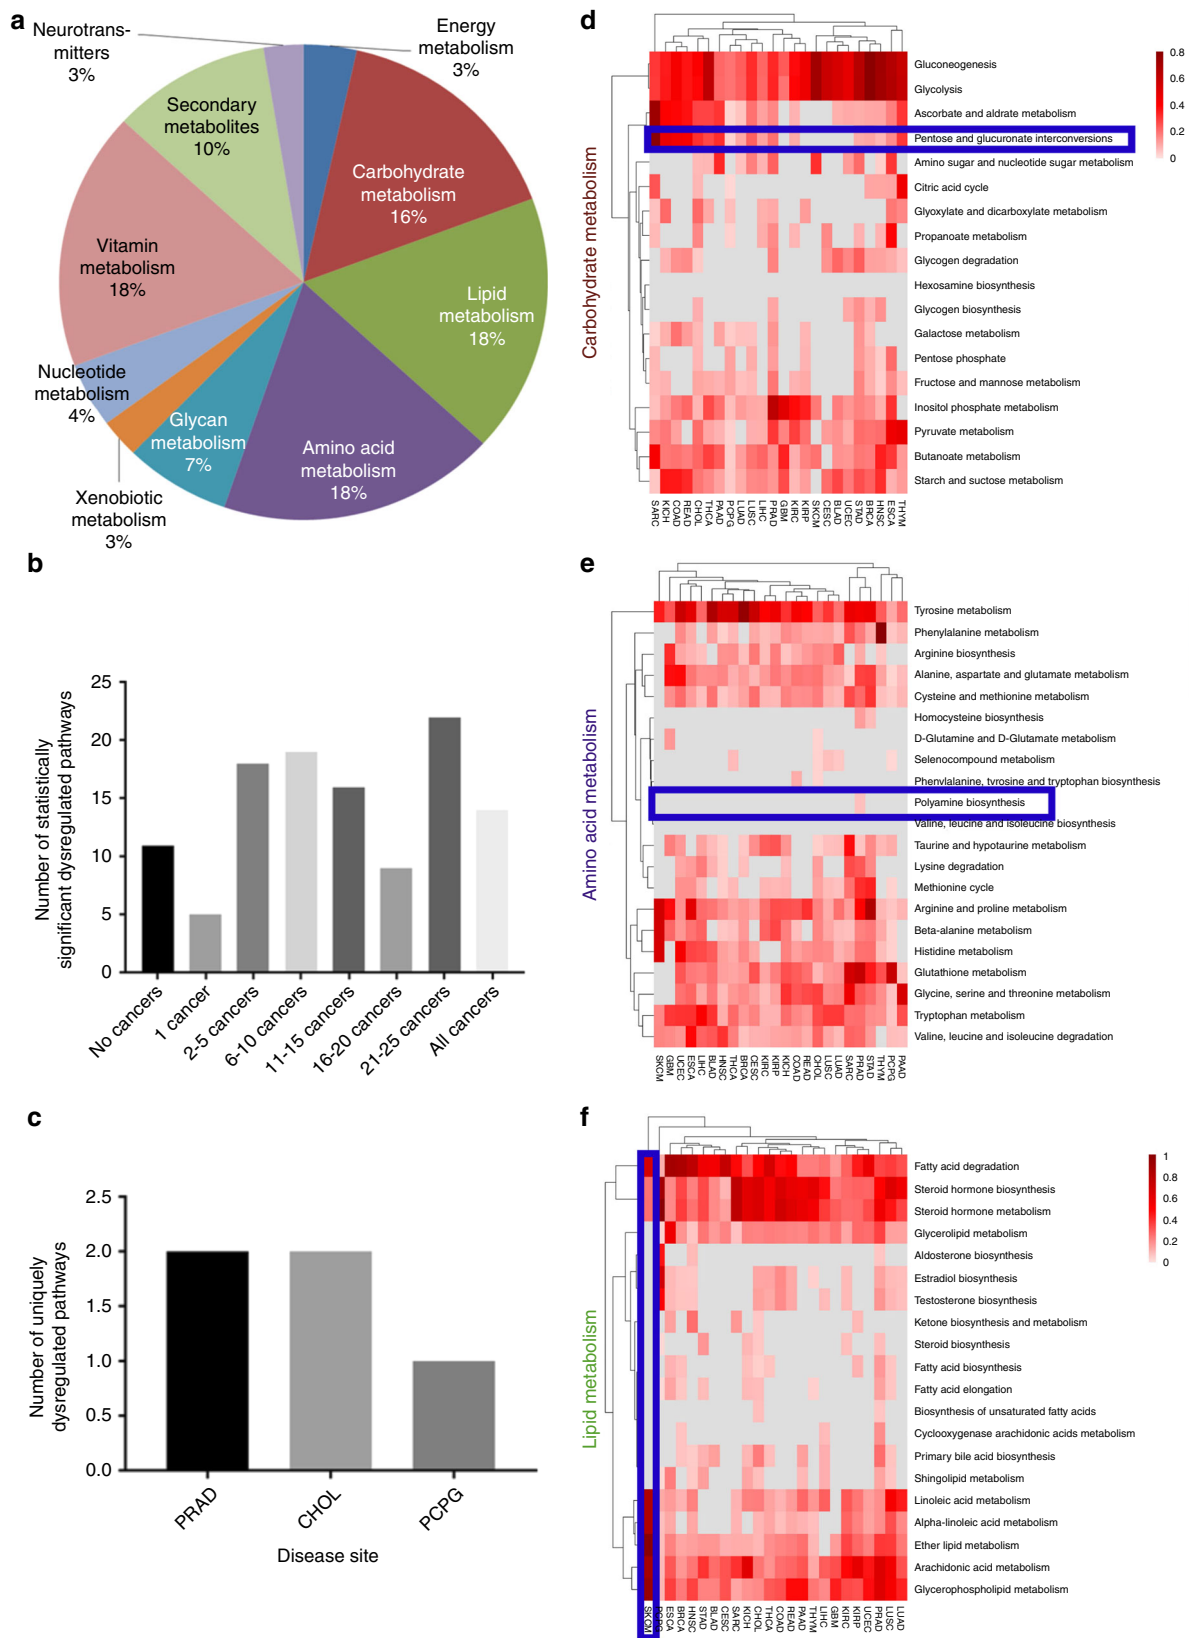 a
Neurotrans-
mitters
3%
Energy
metabolism
3%
Secondary
metabolites
10%
Carbohydrate
metabolism
16%
Vitamin
metabolism
18%
Lipid
metabolism
18%
Nucleotide
metabolism
4%
Glycan
metabolism
7%
Amino acid
metabolism
18%
Xenobiotic
metabolism
3%
b
Number of statistically
significant dysregulated pathways
25
20
15
10
5
0
No cancers
1 cancer
2-5 cancers
6-10 cancers
11-15 cancers
16-20 cancers
21-25 cancers
All cancers
c
Number of uniquely
dysregulated pathways
2.5
2.0
1.5
1.0
0.5
0.0
PRAD
CHOL
PCPG
Disease site
d
Carbohydrate metabolism
Gluconeogenesis
Glycolysis
Ascorbate and aldrate metabolism
Pentose and glucuronate interconversions
Amino sugar and nucleotide sugar metabolism
Citric acid cycle
Glyoxylate and dicarboxylate metabolism
Propanoate metabolism
Glycogen degradation
Hexosamine biosynthesis
Glycogen biosynthesis
Galactose metabolism
Pentose phosphate
Fructose and mannose metabolism
Inositol phosphate metabolism
Pyruvate metabolism
Butanoate metabolism
Starch and suctose metabolism
0.8
0.6
0.4
0.2
0
SARC
KICH
COAD
READ
CHOL
THCA
PAAD
PCPG
LUAD
LUSC
LIHC
PRAD
GBM
KIRC
KIRP
SKCM
CESC
BLAD
UCEC
STAD
BRCA
HNSC
ESCA
THYM
e
Amino acid metabolism
Tyrosine metabolism
Phenylalanine metabolism
Arginine biosynthesis
Alanine, aspartate and glutamate metabolism
Cysteine and methionine metabolism
Homocysteine biosynthesis
D-Glutamine and D-Glutamate metabolism
Selenocompound metabolism
Phenvlalanine, tyrosine and tryptophan biosynthesis
Polyamine biosynthesis
Valine, leucine and isoleucine biosynthesis
Taurine and hypotaurine metabolism
Lysine degradation
Methionine cycle
Arginine and proline metabolism
Beta-alanine metabolism
Histidine metabolism
Glutathione metabolism
Glycine, serine and threonine metabolism
Tryptophan metabolism
Valine, leucine and isoleucine degradation
SKCM
GBM
UCEC
ESCA
LIHC
BLAD
HNSC
THCA
BRCA
CESC
KIRC
KIRP
KICH
COAD
READ
CHOL
LUSC
LUAD
SARC
PRAD
STAD
THYM
PCPG
PAAD
f
Lipid metabolism
Fatty acid degradation
Steroid hormone biosynthesis
Steroid hormone metabolism
Glycerolipid metabolism
Aldosterone biosynthesis
Estradiol biosynthesis
Testosterone biosynthesis
Ketone biosynthesis and metabolism
Steroid biosynthesis
Fatty acid biosynthesis
Fatty acid elongation
Biosynthesis of unsaturated fatty acids
Cyclooxygenase arachidonic acids metabolism
Primary bile acid biosynthesis
Shingolipid metabolism
Linoleic acid metabolism
Alpha-linoleic acid metabolism
Ether lipid metabolism
Arachidonic acid metabolism
Glycerophospholipid metabolism
1
0.8
0.6
0.4
0.2
0
SKCM
PCPG
ESCA
BRCA
HNSC
STAD
BLAD
CESC
SARC
KICH
CHOL
THCA
COAD
READ
PAAD
THYM
LIHC
GBM
KIRC
KIRP
UCEC
PRAD
LUSC
LUAD